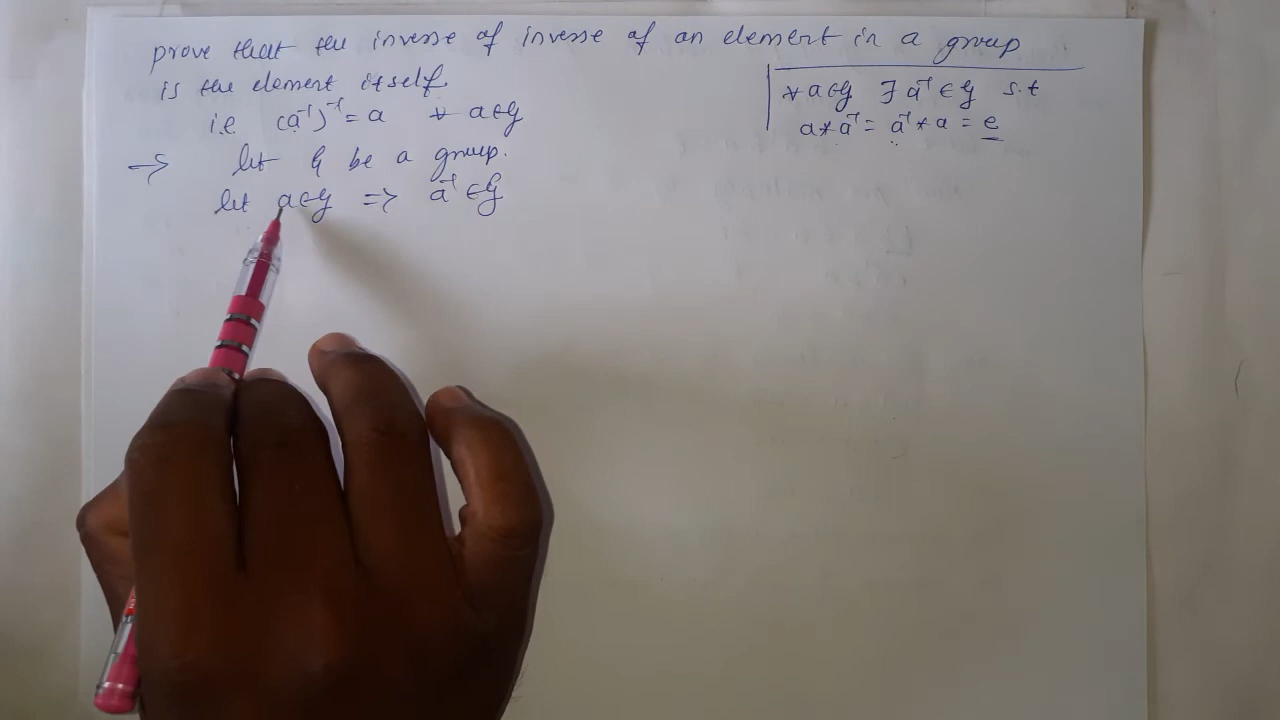 prove that the inverse of inverse of an element in a group
is the element itself.
i.e (a⁻¹)⁻¹ = a ∀ a∈G
→ let G be a group.
let a∈G => a⁻¹ ∈ G
∀ a∈G ∃ a⁻¹ ∈ G s.t
a * a⁻¹ = a⁻¹ * a = e